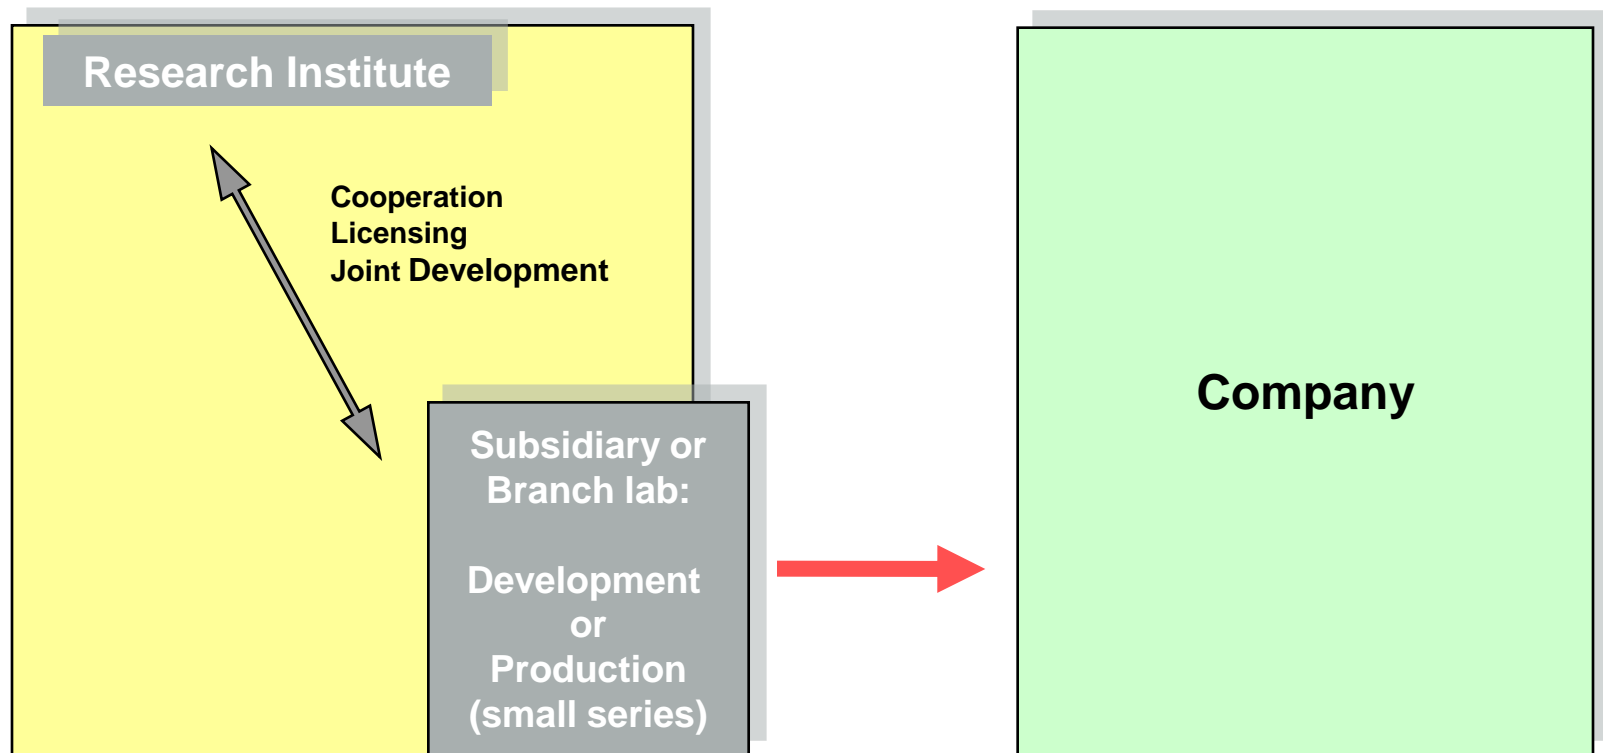 Research Institute
Cooperation
Licensing
Joint Development
Subsidiary or
Branch lab:
Development
or
Production
(small series)
Company